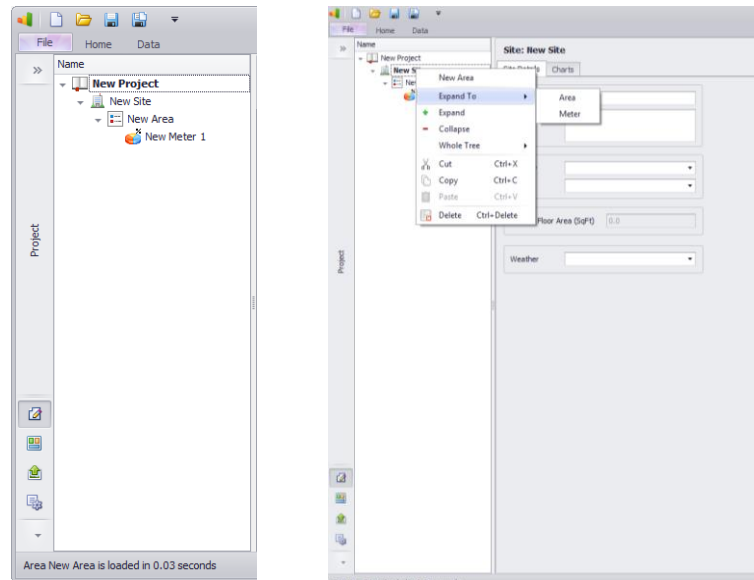 File Home Data
Name
New Project
New Site
New Area
New Meter 1
Project
Area New Area is loaded in 0.03 seconds
File Home Data
Name
New Project
New S
Ne
Site: New Site
Charts
New Area
Expand To
Expand
Collapse
Whole Tree
Cut Ctrl+X
Copy Ctrl+C
Paste Ctrl+V
Delete Ctrl+Delete
Area
Meter
Floor Area (SqFt) 0.0
Weather
Project